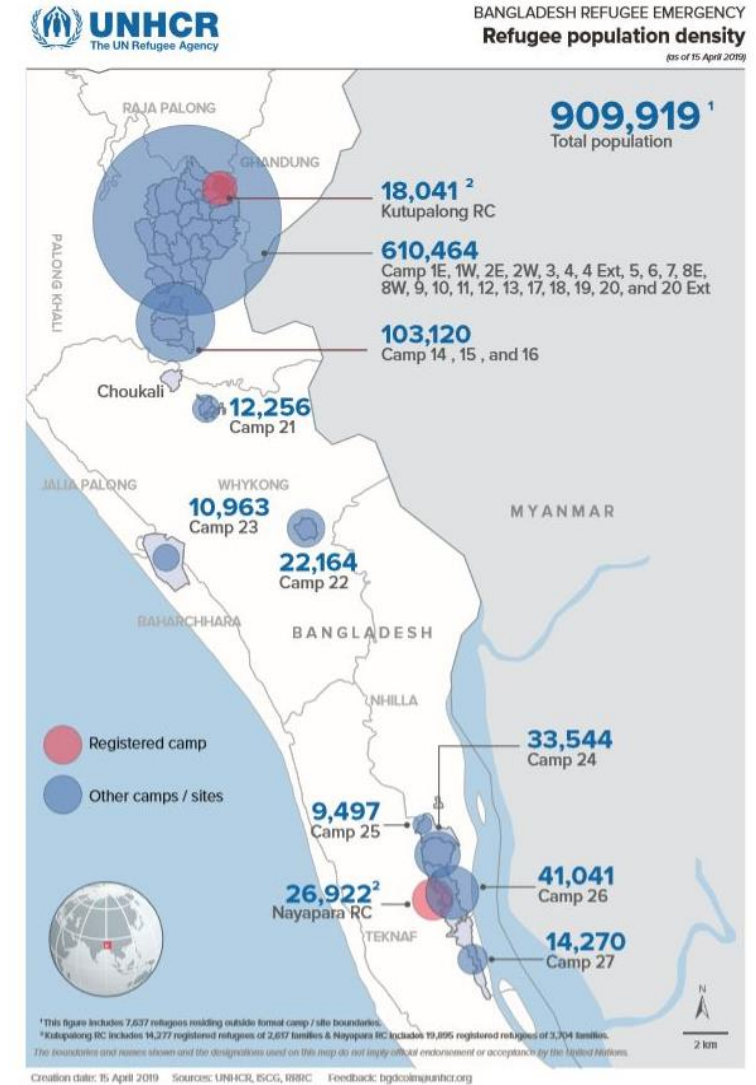 UNHCR
The UN Refugee Agency
BANGLADESH REFUGEE EMERGENCY
Refugee population density
(as of 15 April 2019)
909,919 ¹
Total population
RAJA PALONG
GHANDUNG
PALONG KHALI
18,041 ²
Kutupalong RC
610,464
Camp 1E, 1W, 2E, 2W, 3, 4, 4 Ext, 5, 6, 7, 8E,
8W, 9, 10, 11, 12, 13, 17, 18, 19, 20, and 20 Ext
103,120
Camp 14 , 15 , and 16
Choukali
12,256
Camp 21
JALIA PALONG
WHYKONG
10,963
Camp 23
22,164
Camp 22
MYANMAR
BAHARCHHARA
BANGLADESH
NHILLA
Registered camp
Other camps / sites
33,544
Camp 24
9,497
Camp 25
41,041
Camp 26
26,922²
Nayapara RC
TEKNAF
14,270
Camp 27
N
2 km
¹This figure includes 7,637 refugees residing outside formal camp / site boundaries.
²Kutupalong RC includes 14,277 registered refugees of 2,617 families & Nayapara RC includes 19,895 registered refugees of 3,704 families.
The boundaries and names shown and the designations used on this map do not imply official endorsement or acceptance by the United Nations.
Creation date: 15 April 2019 Sources: UNHCR, ISCG, RRRC Feedback: bgdcoim@unhcr.org